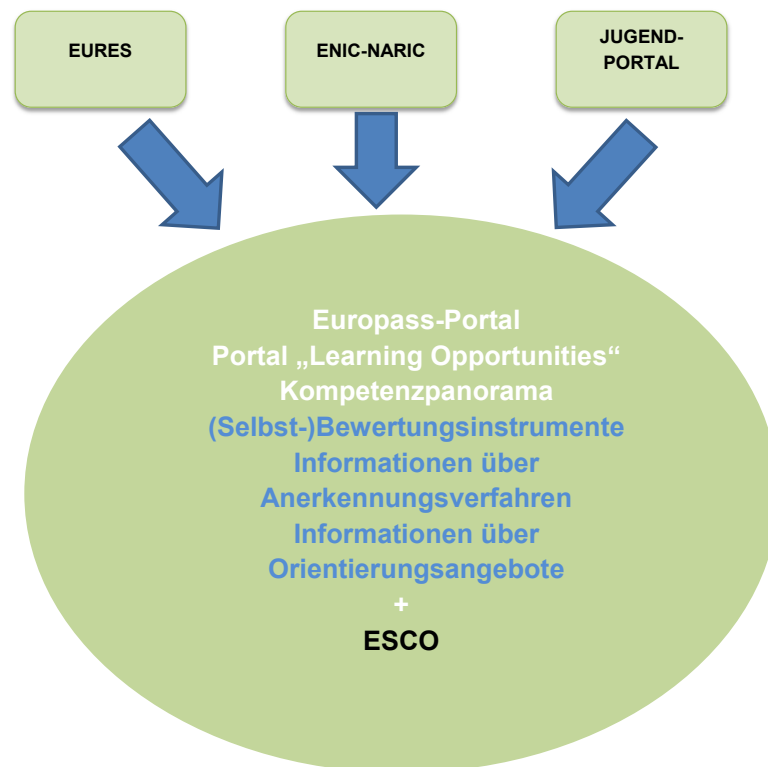 EURES
ENIC-NARIC
JUGEND-
PORTAL
Europass-Portal
Portal „Learning Opportunities“
Kompetenzpanorama
(Selbst-)Bewertungsinstrumente
Informationen über
Anerkennungsverfahren
Informationen über
Orientierungsangebote
+
ESCO